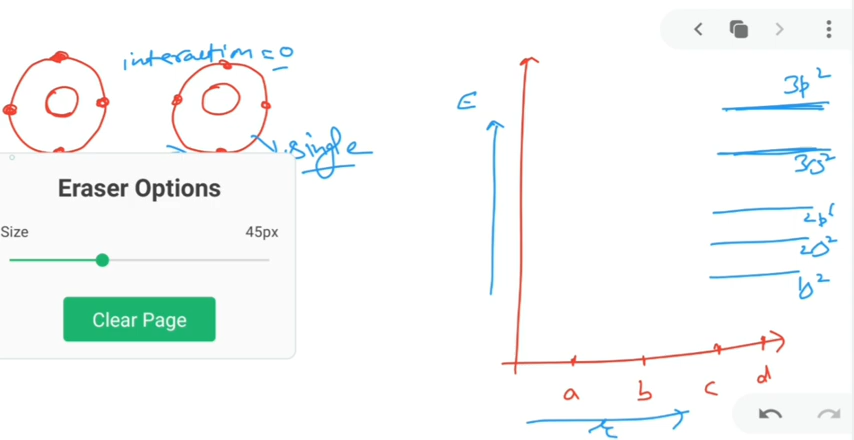 interaction = 0
single
Eraser Options
Size 45px
Clear Page
E
3p²
3s²
2p⁶
2s²
1s²
a b c d
r